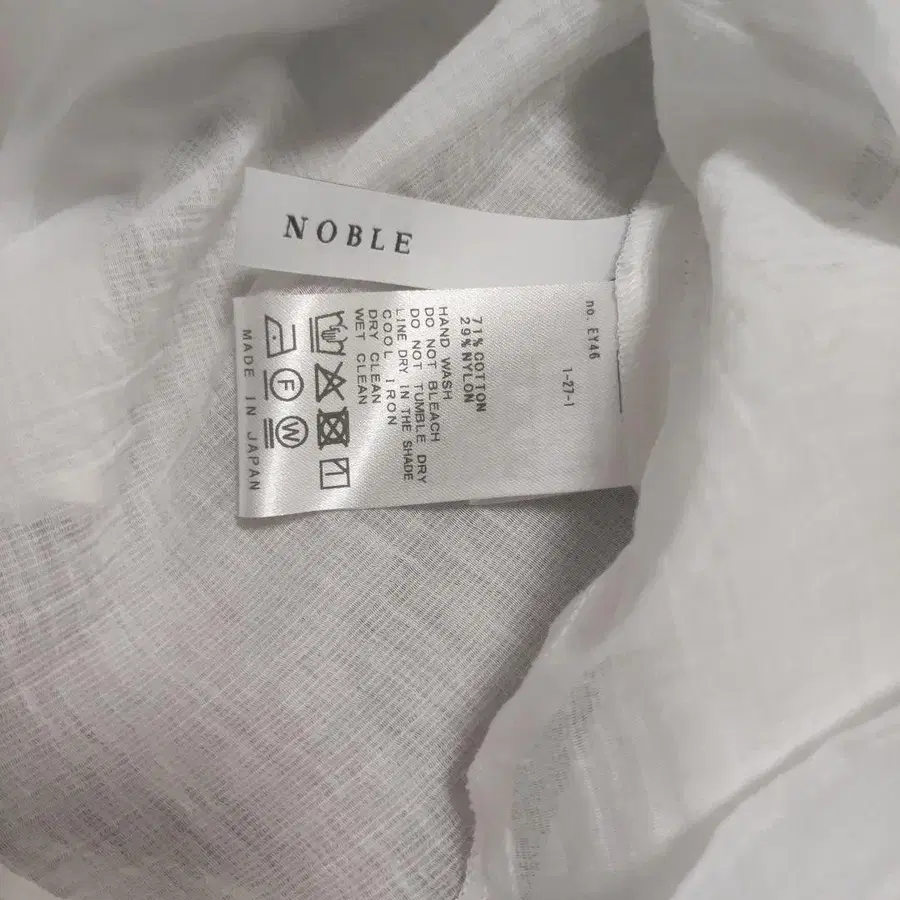 NOBLE
no. EY46
1-27-1
71% COTTON
29% NYLON
HAND WASH
DO NOT BLEACH
DO NOT TUMBLE DRY
LINE DRY IN THE SHADE
COOL IRON
DRY CLEAN
WET CLEAN
F
W
MADE IN JAPAN